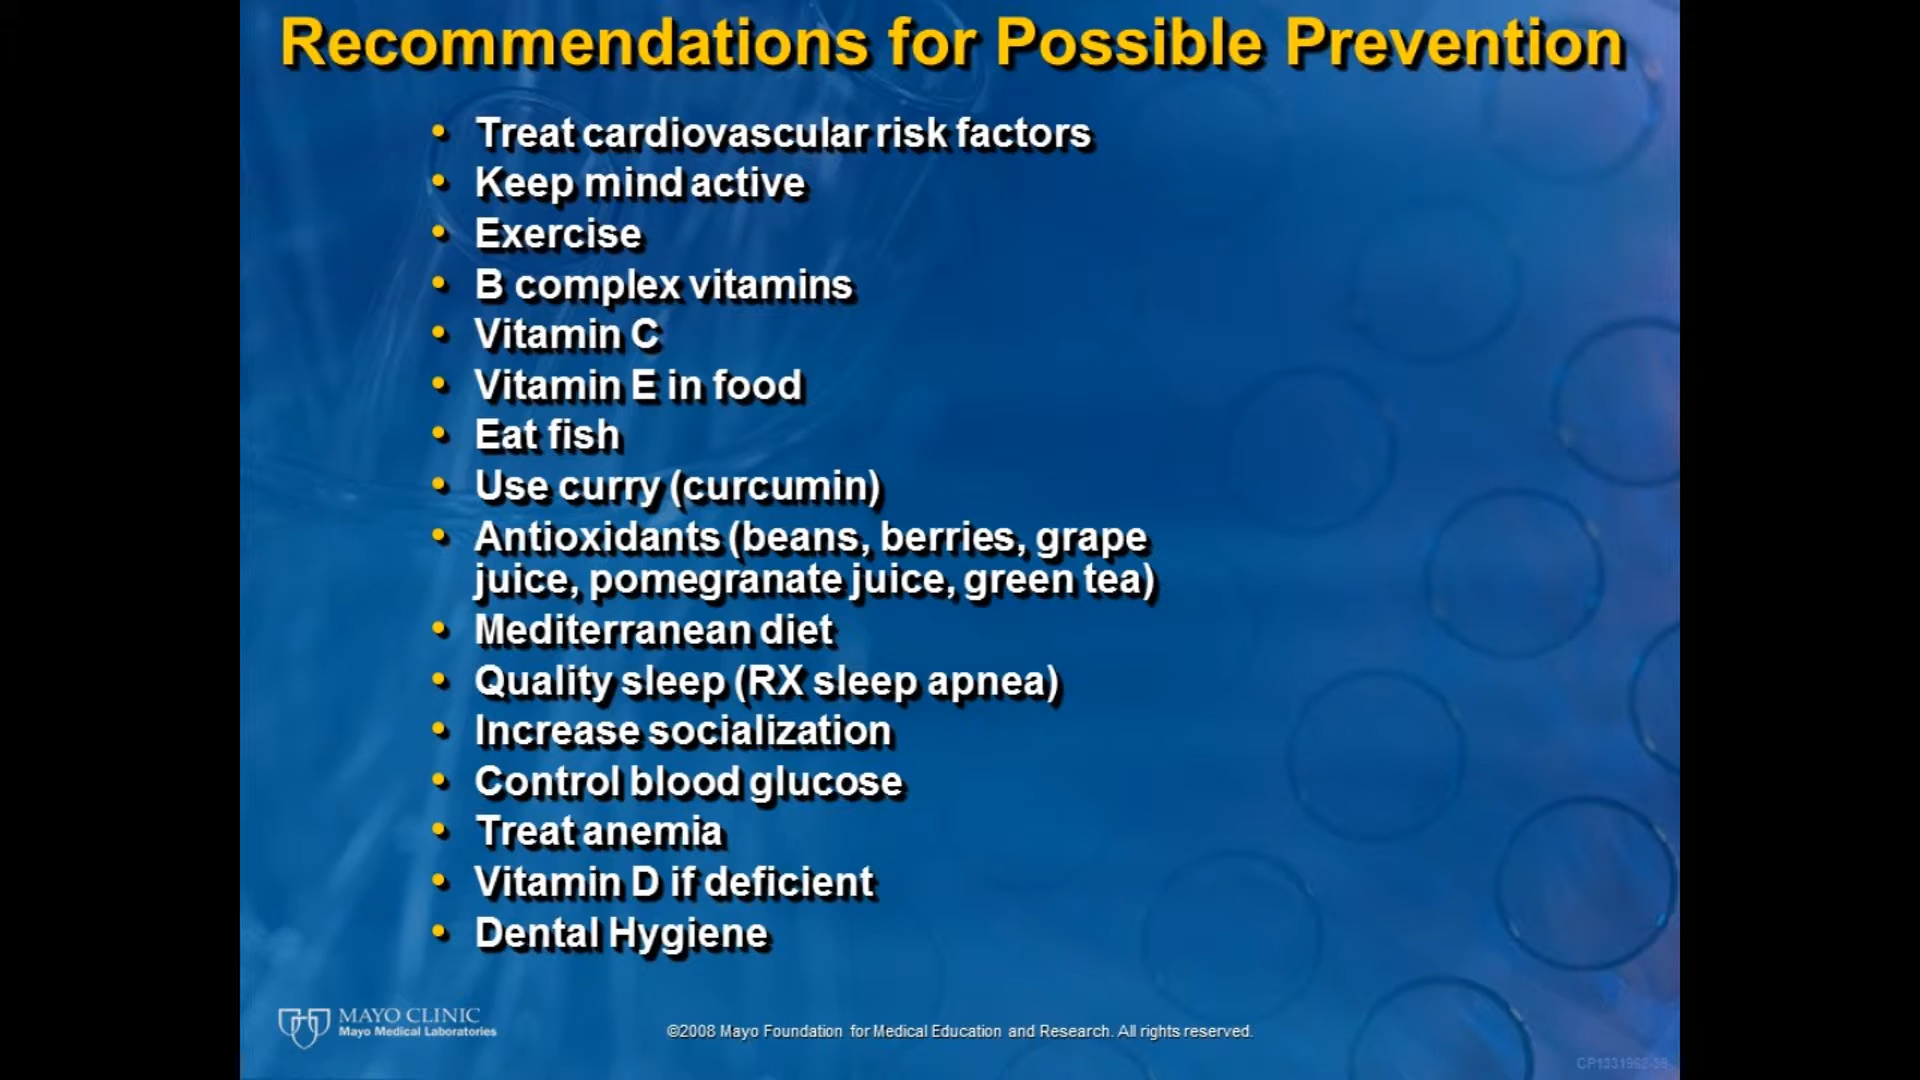 Recommendations for Possible Prevention
• Treat cardiovascular risk factors
• Keep mind active
• Exercise
• B complex vitamins
• Vitamin C
• Vitamin E in food
• Eat fish
• Use curry (curcumin)
• Antioxidants (beans, berries, grape
juice, pomegranate juice, green tea)
• Mediterranean diet
• Quality sleep (RX sleep apnea)
• Increase socialization
• Control blood glucose
• Treat anemia
• Vitamin D if deficient
• Dental Hygiene
MAYO CLINIC
Mayo Medical Laboratories
©2008 Mayo Foundation for Medical Education and Research. All rights reserved.